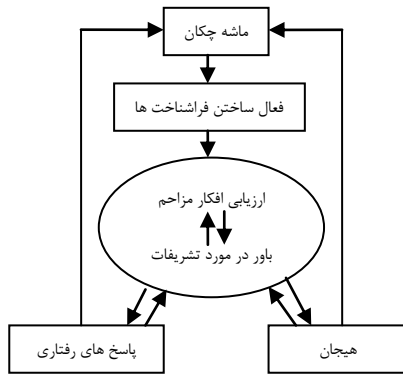 ماشه چکان
فعال ساختن فراشناخت ها
ارزیابی افکار مزاحم
باور در مورد تشریفات
هیجان
پاسخ های رفتاری